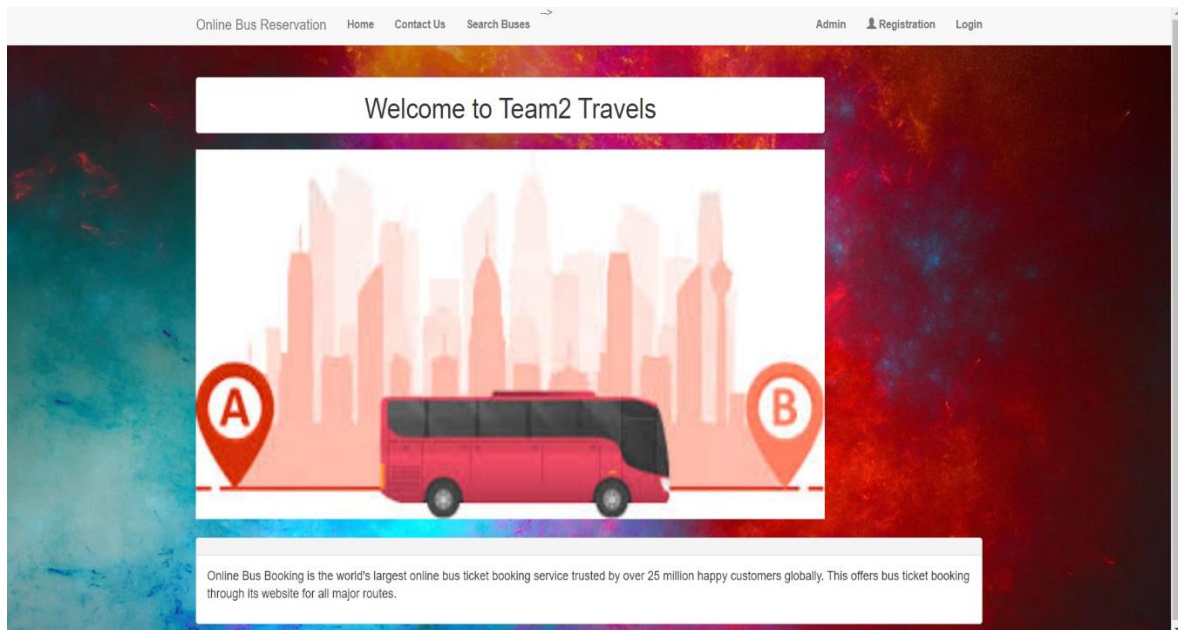 Online Bus Reservation Home Contact Us Search Buses --> Admin Registration Login
Welcome to Team2 Travels
A B
Online Bus Booking is the world's largest online bus ticket booking service trusted by over 25 million happy customers globally. This offers bus ticket booking
through its website for all major routes.